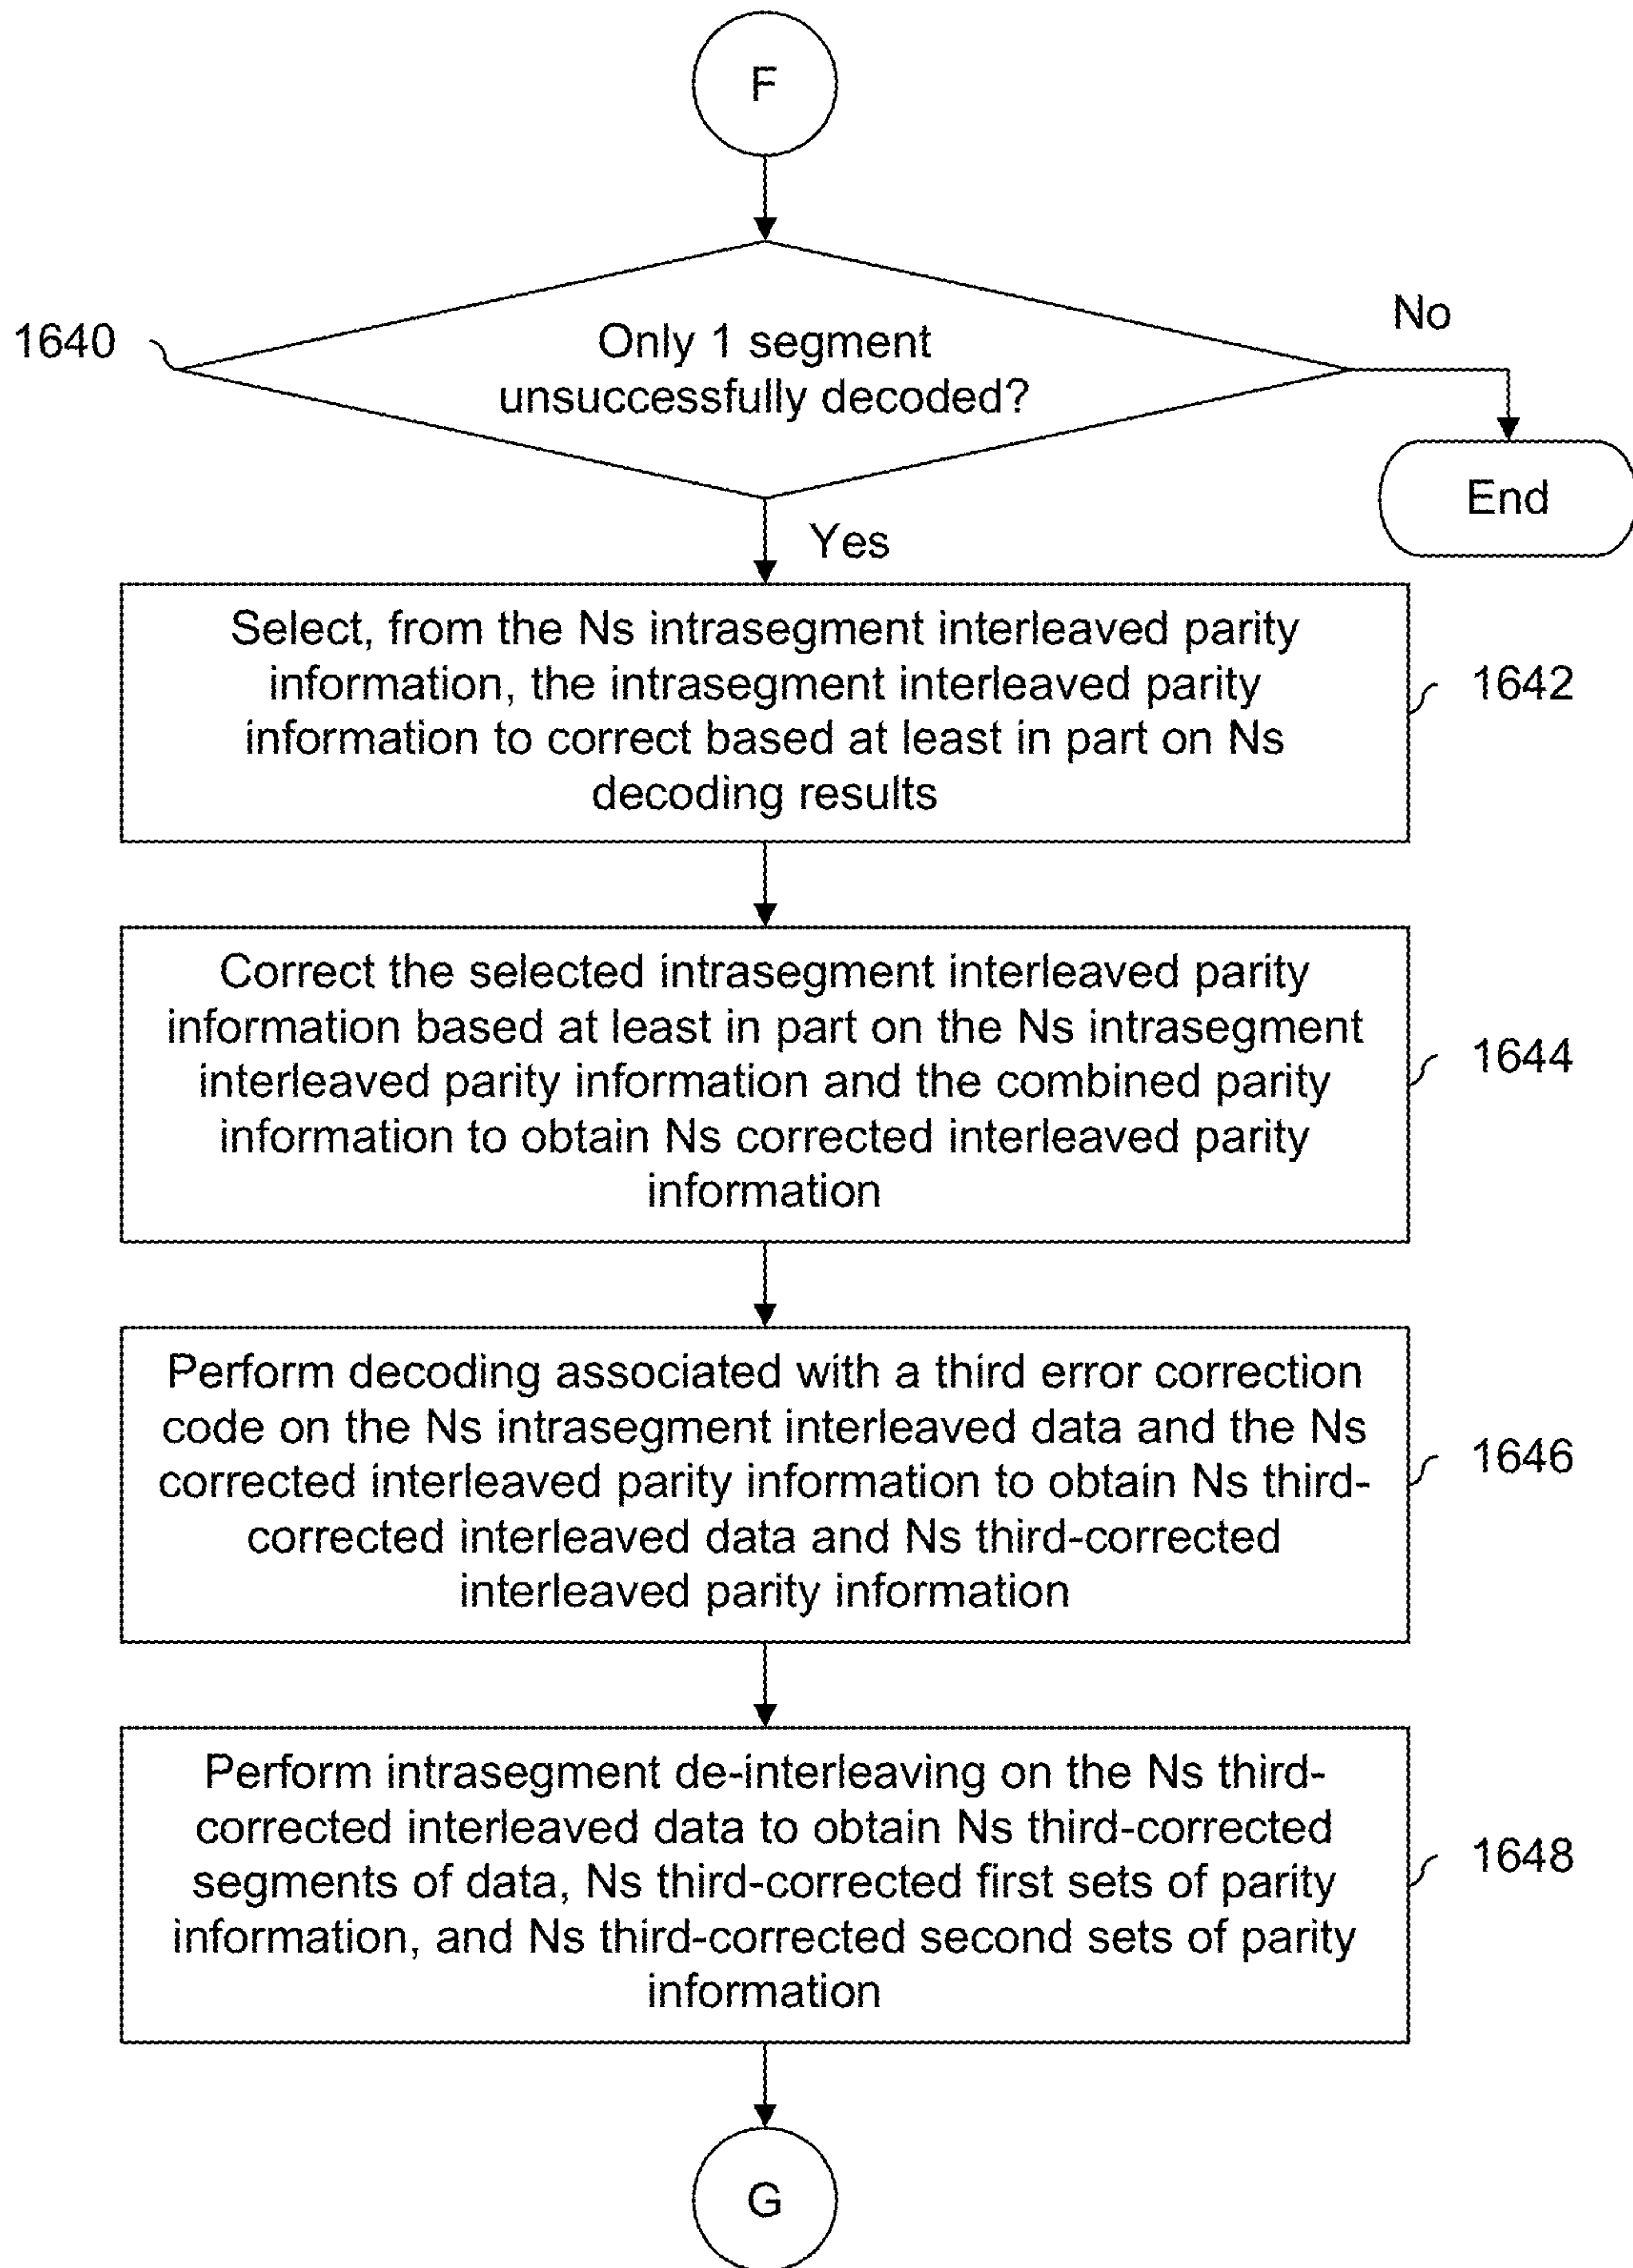 F
1640
Only 1 segment
unsuccessfully decoded?
No
End
Yes
Select, from the Ns intrasegment interleaved parity
information, the intrasegment interleaved parity
information to correct based at least in part on Ns
decoding results
1642
Correct the selected intrasegment interleaved parity
information based at least in part on the Ns intrasegment
interleaved parity information and the combined parity
information to obtain Ns corrected interleaved parity
information
1644
Perform decoding associated with a third error correction
code on the Ns intrasegment interleaved data and the Ns
corrected interleaved parity information to obtain Ns third-
corrected interleaved data and Ns third-corrected
interleaved parity information
1646
Perform intrasegment de-interleaving on the Ns third-
corrected interleaved data to obtain Ns third-corrected
segments of data, Ns third-corrected first sets of parity
information, and Ns third-corrected second sets of parity
information
1648
G